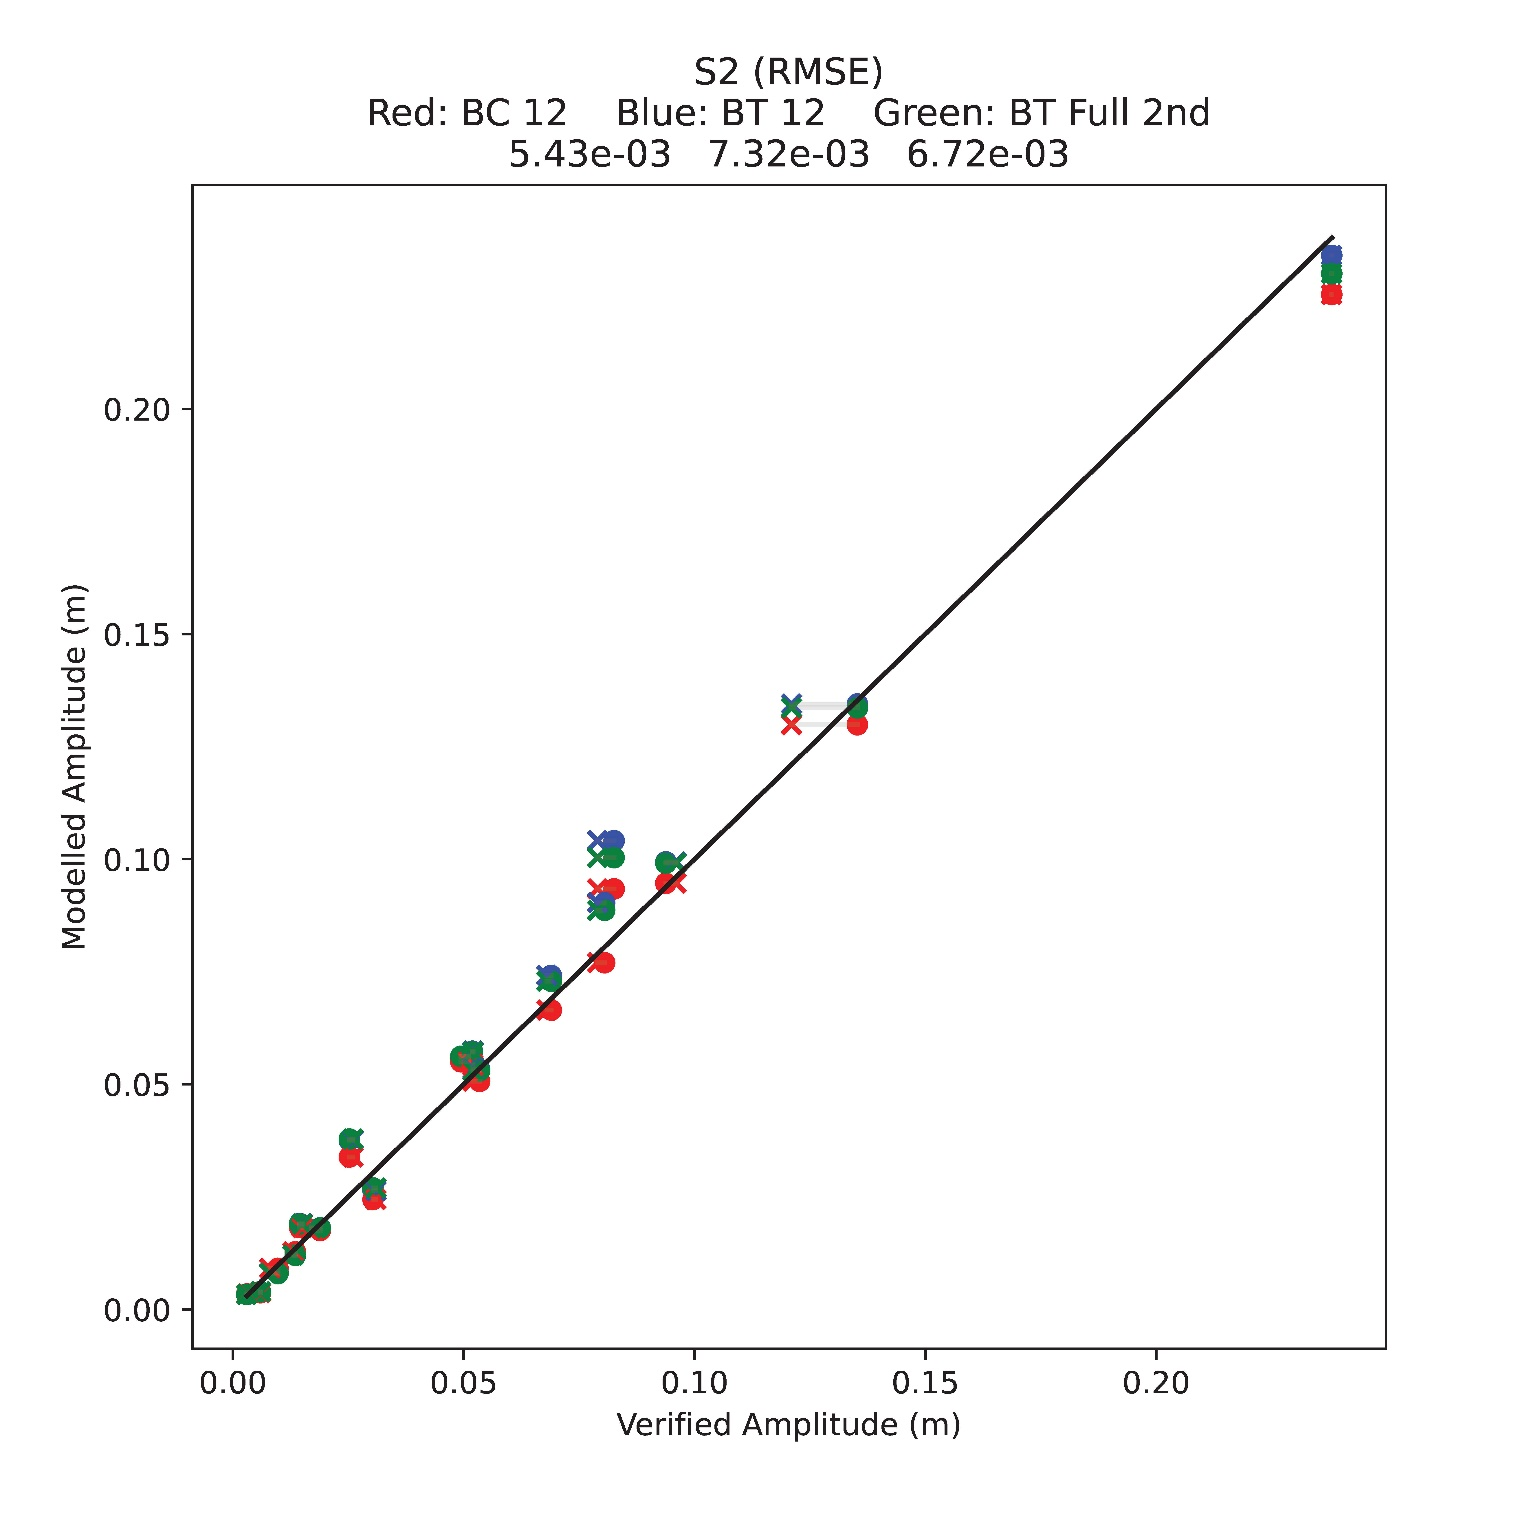 S2 (RMSE)
Red: BC 12 Blue: BT 12 Green: BT Full 2nd
5.43e-03 7.32e-03 6.72e-03
0.20
0.15
0.10
0.05
0.00
Modelled Amplitude (m)
0.00 0.05 0.10 0.15 0.20
Verified Amplitude (m)